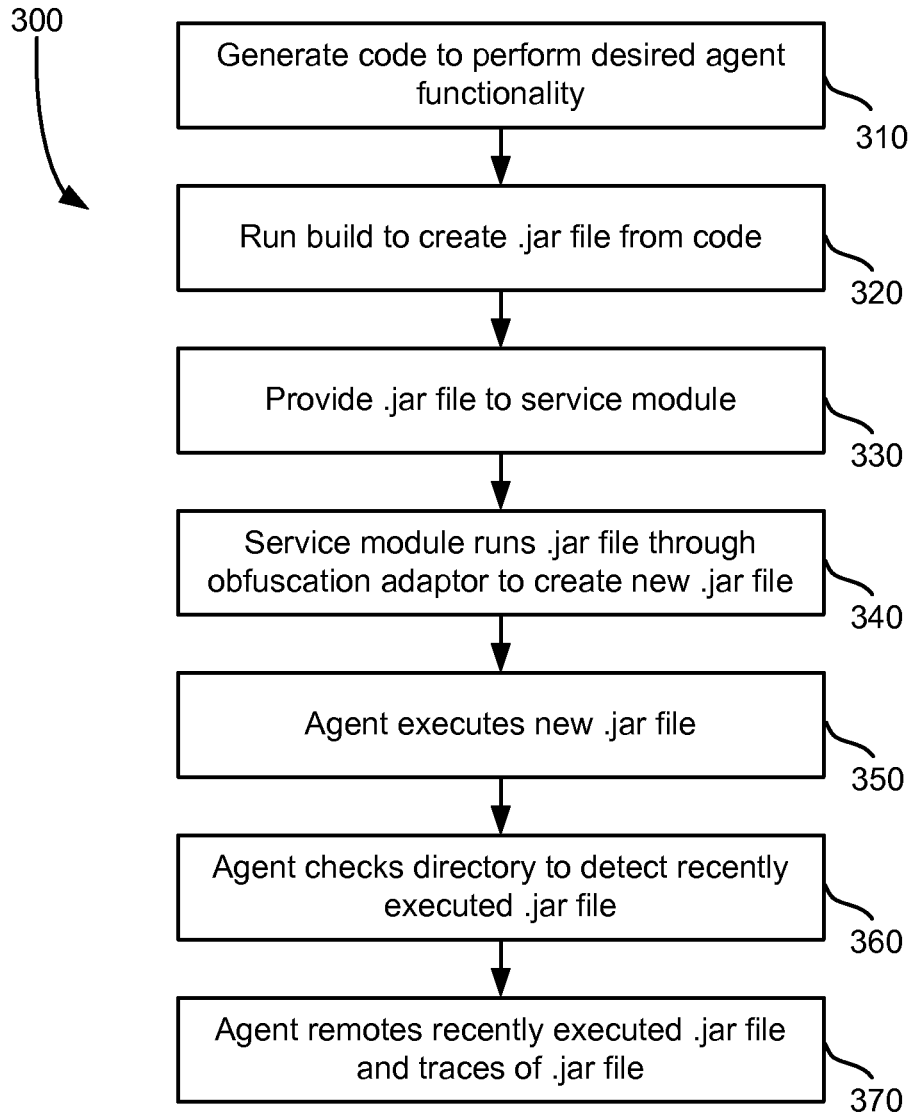 300
Generate code to perform desired agent
functionality
310
Run build to create .jar file from code
320
Provide .jar file to service module
330
Service module runs .jar file through
obfuscation adaptor to create new .jar file
340
Agent executes new .jar file
350
Agent checks directory to detect recently
executed .jar file
360
Agent remotes recently executed .jar file
and traces of .jar file
370